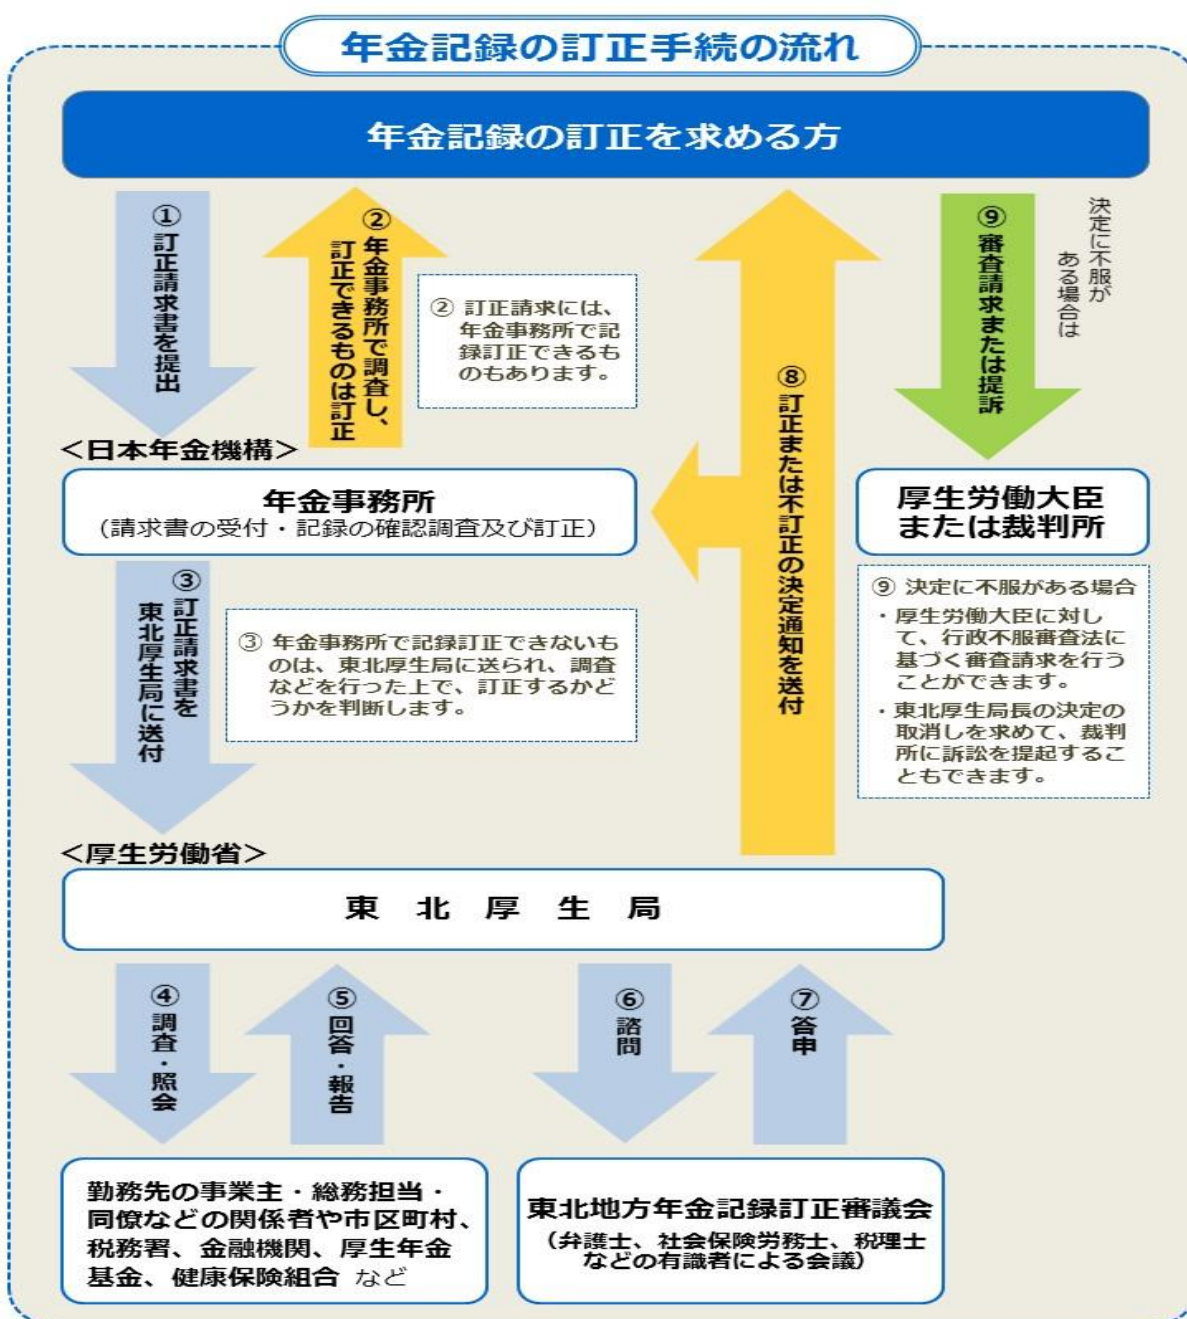 年金記録の訂正手続の流れ
年金記録の訂正を求める方
① 訂正請求書を提出
② 年金事務所で調査し、
訂正できるものは訂正
② 訂正請求には、
年金事務所で記
録訂正できるも
のもあります。
⑧ 訂正または不訂正の決定通知を送付
⑨ 審査請求または提訴
決定に不服が
ある場合は
<日本年金機構>
年金事務所
(請求書の受付・記録の確認調査及び訂正)
厚生労働大臣
または裁判所
③ 訂正請求書を
東北厚生局に送付
③ 年金事務所で記録訂正できないも
のは、東北厚生局に送られ、調査
などを行った上で、訂正するかど
うかを判断します。
⑨ 決定に不服がある場合
・厚生労働大臣に対し
て、行政不服審査法に
基づく審査請求を行う
ことができます。
・東北厚生局長の決定の
取消しを求めて、裁判
所に訴訟を提起するこ
ともできます。
<厚生労働省>
東 北 厚 生 局
④ 調査・照会
⑤ 回答・報告
⑥ 諮問
⑦ 答申
勤務先の事業主・総務担当・
同僚などの関係者や市区町村、
税務署、金融機関、厚生年金
基金、健康保険組合 など
東北地方年金記録訂正審議会
(弁護士、社会保険労務士、税理士
などの有識者による会議)